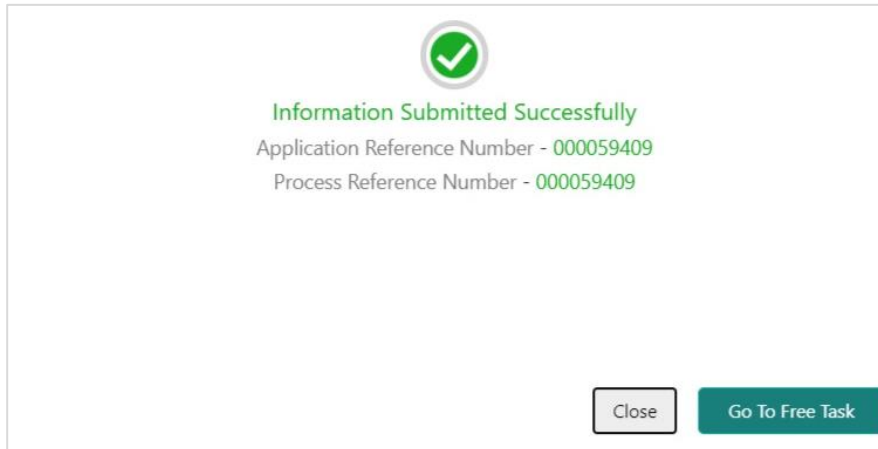 Information Submitted Successfully
Application Reference Number - 000059409
Process Reference Number - 000059409
Close
Go To Free Task